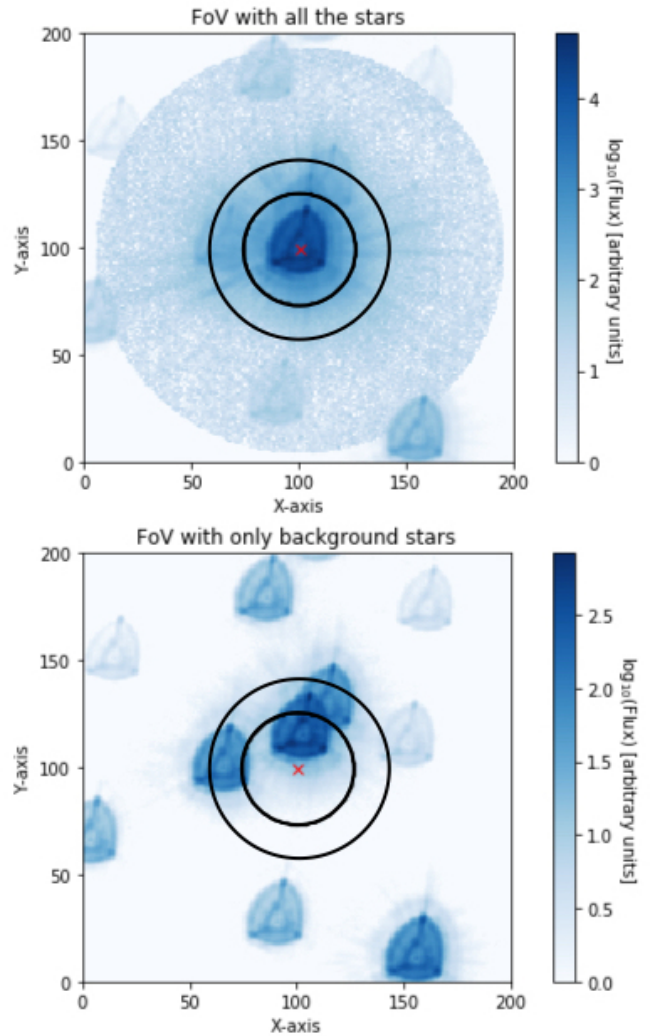 FoV with all the stars
200
150
100
50
0
Y-axis
0 50 100 150 200
X-axis
4
3
2
1
0
log₁₀(Flux) [arbitrary units]
FoV with only background stars
200
150
100
50
0
Y-axis
0 50 100 150 200
X-axis
2.5
2.0
1.5
1.0
0.5
0.0
log₁₀(Flux) [arbitrary units]